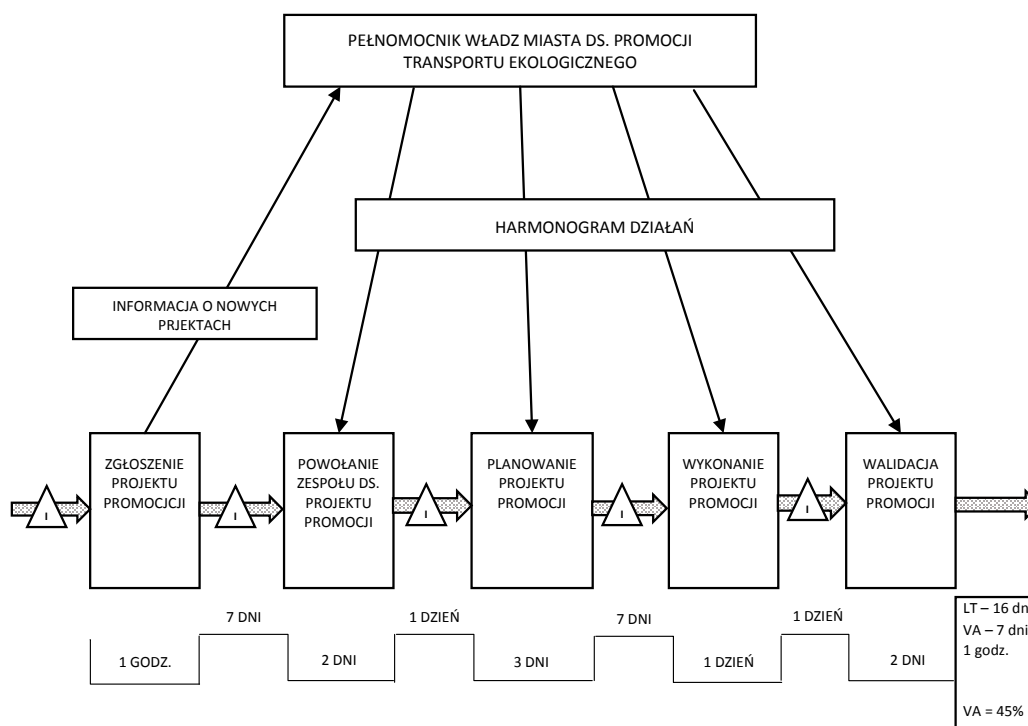 PEŁNOMOCNIK WŁADZ MIASTA DS. PROMOCJI
TRANSPORTU EKOLOGICZNEGO
HARMONOGRAM DZIAŁAŃ
INFORMACJA O NOWYCH
PRJEKTACH
ZGŁOSZENIE
PROJEKTU
PROMOCJCJI
POWOŁANIE
ZESPOŁU DS.
PROJEKTU
PROMOCJI
PLANOWANIE
PROJEKTU
PROMOCJI
WYKONANIE
PROJEKTU
PROMOCJI
WALIDACJA
PROJEKTU
PROMOCJI
I
I
I
I
I
7 DNI
1 DZIEŃ
7 DNI
1 DZIEŃ
1 GODZ.
2 DNI
3 DNI
1 DZIEŃ
2 DNI
LT – 16 dn
VA – 7 dni
1 godz.
VA = 45%